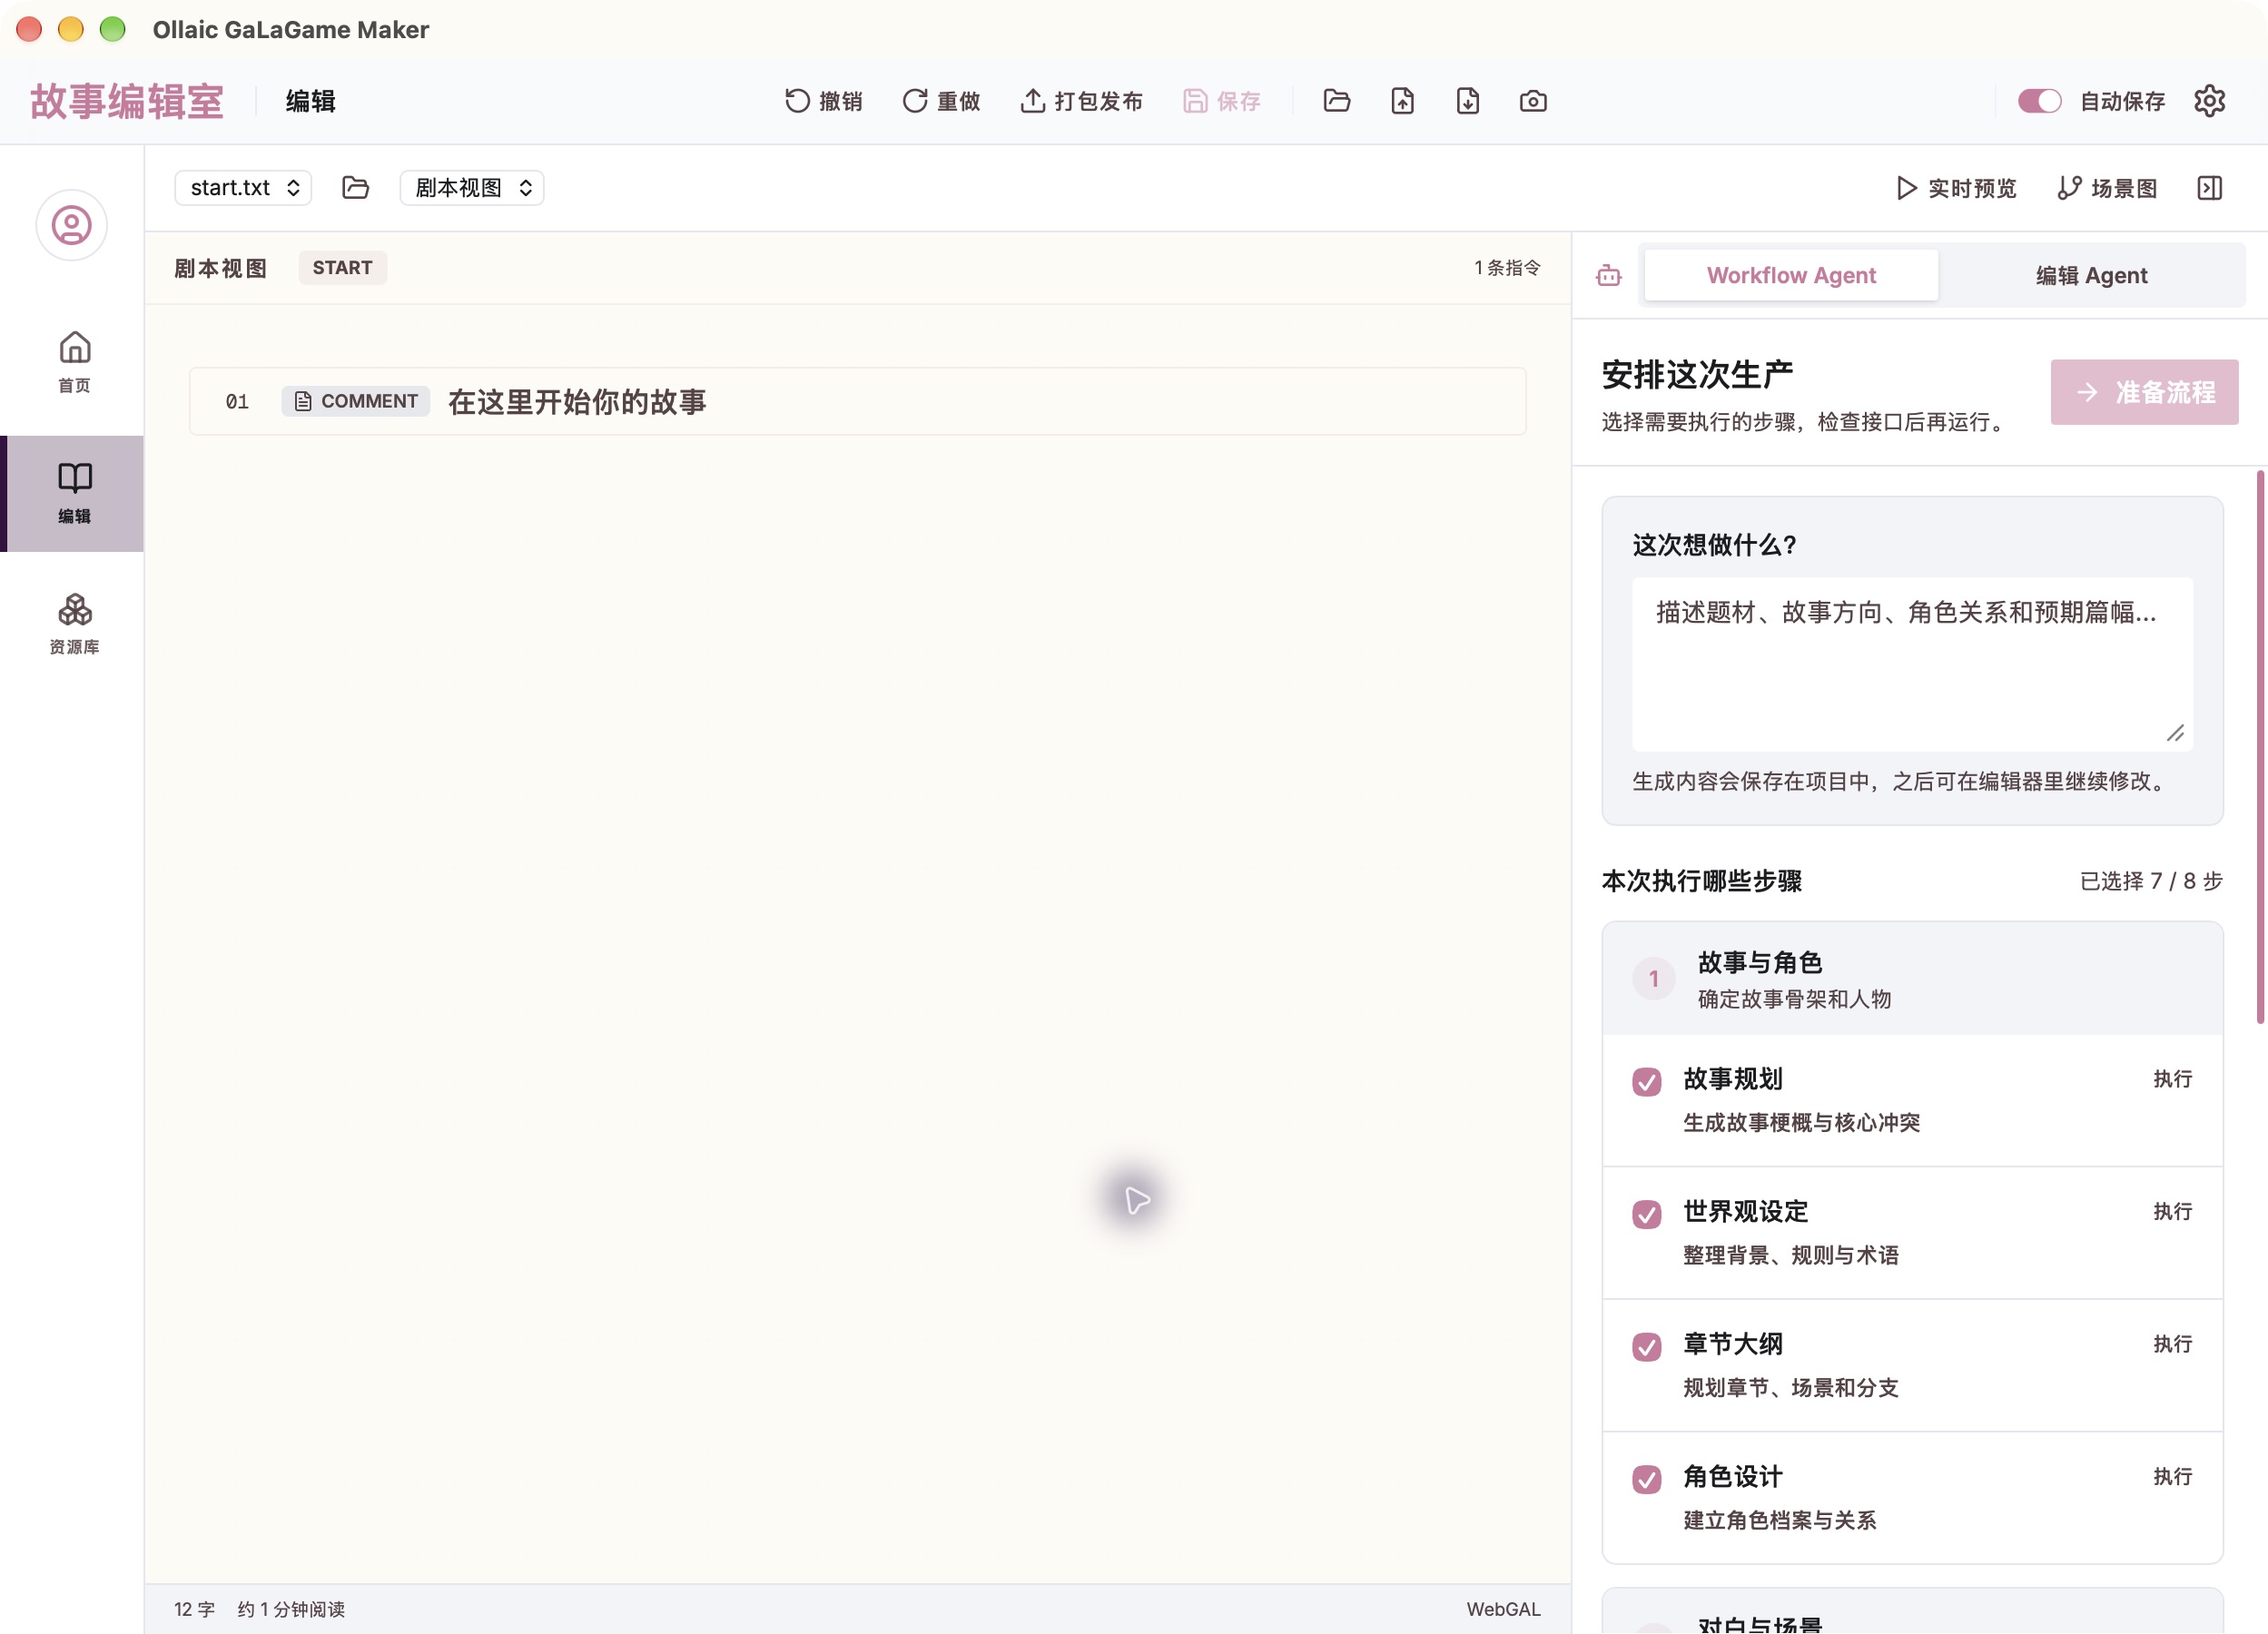 Ollaic GaLaGame Maker
故事编辑室
编辑
撤销
重做
打包发布
保存
自动保存
首页
编辑
资源库
start.txt
剧本视图
实时预览
场景图
剧本视图
START
1 条指令
01
COMMENT
在这里开始你的故事
Workflow Agent
编辑 Agent
安排这次生产
选择需要执行的步骤，检查接口后再运行。
准备流程
这次想做什么？
描述题材、故事方向、角色关系和预期篇幅...
生成内容会保存在项目中，之后可在编辑器里继续修改。
本次执行哪些步骤
已选择 7 / 8 步
1
故事与角色
确定故事骨架和人物
故事规划
执行
生成故事梗概与核心冲突
世界观设定
执行
整理背景、规则与术语
章节大纲
执行
规划章节、场景和分支
角色设计
执行
建立角色档案与关系
对白与场景
12 字
约 1 分钟阅读
WebGAL